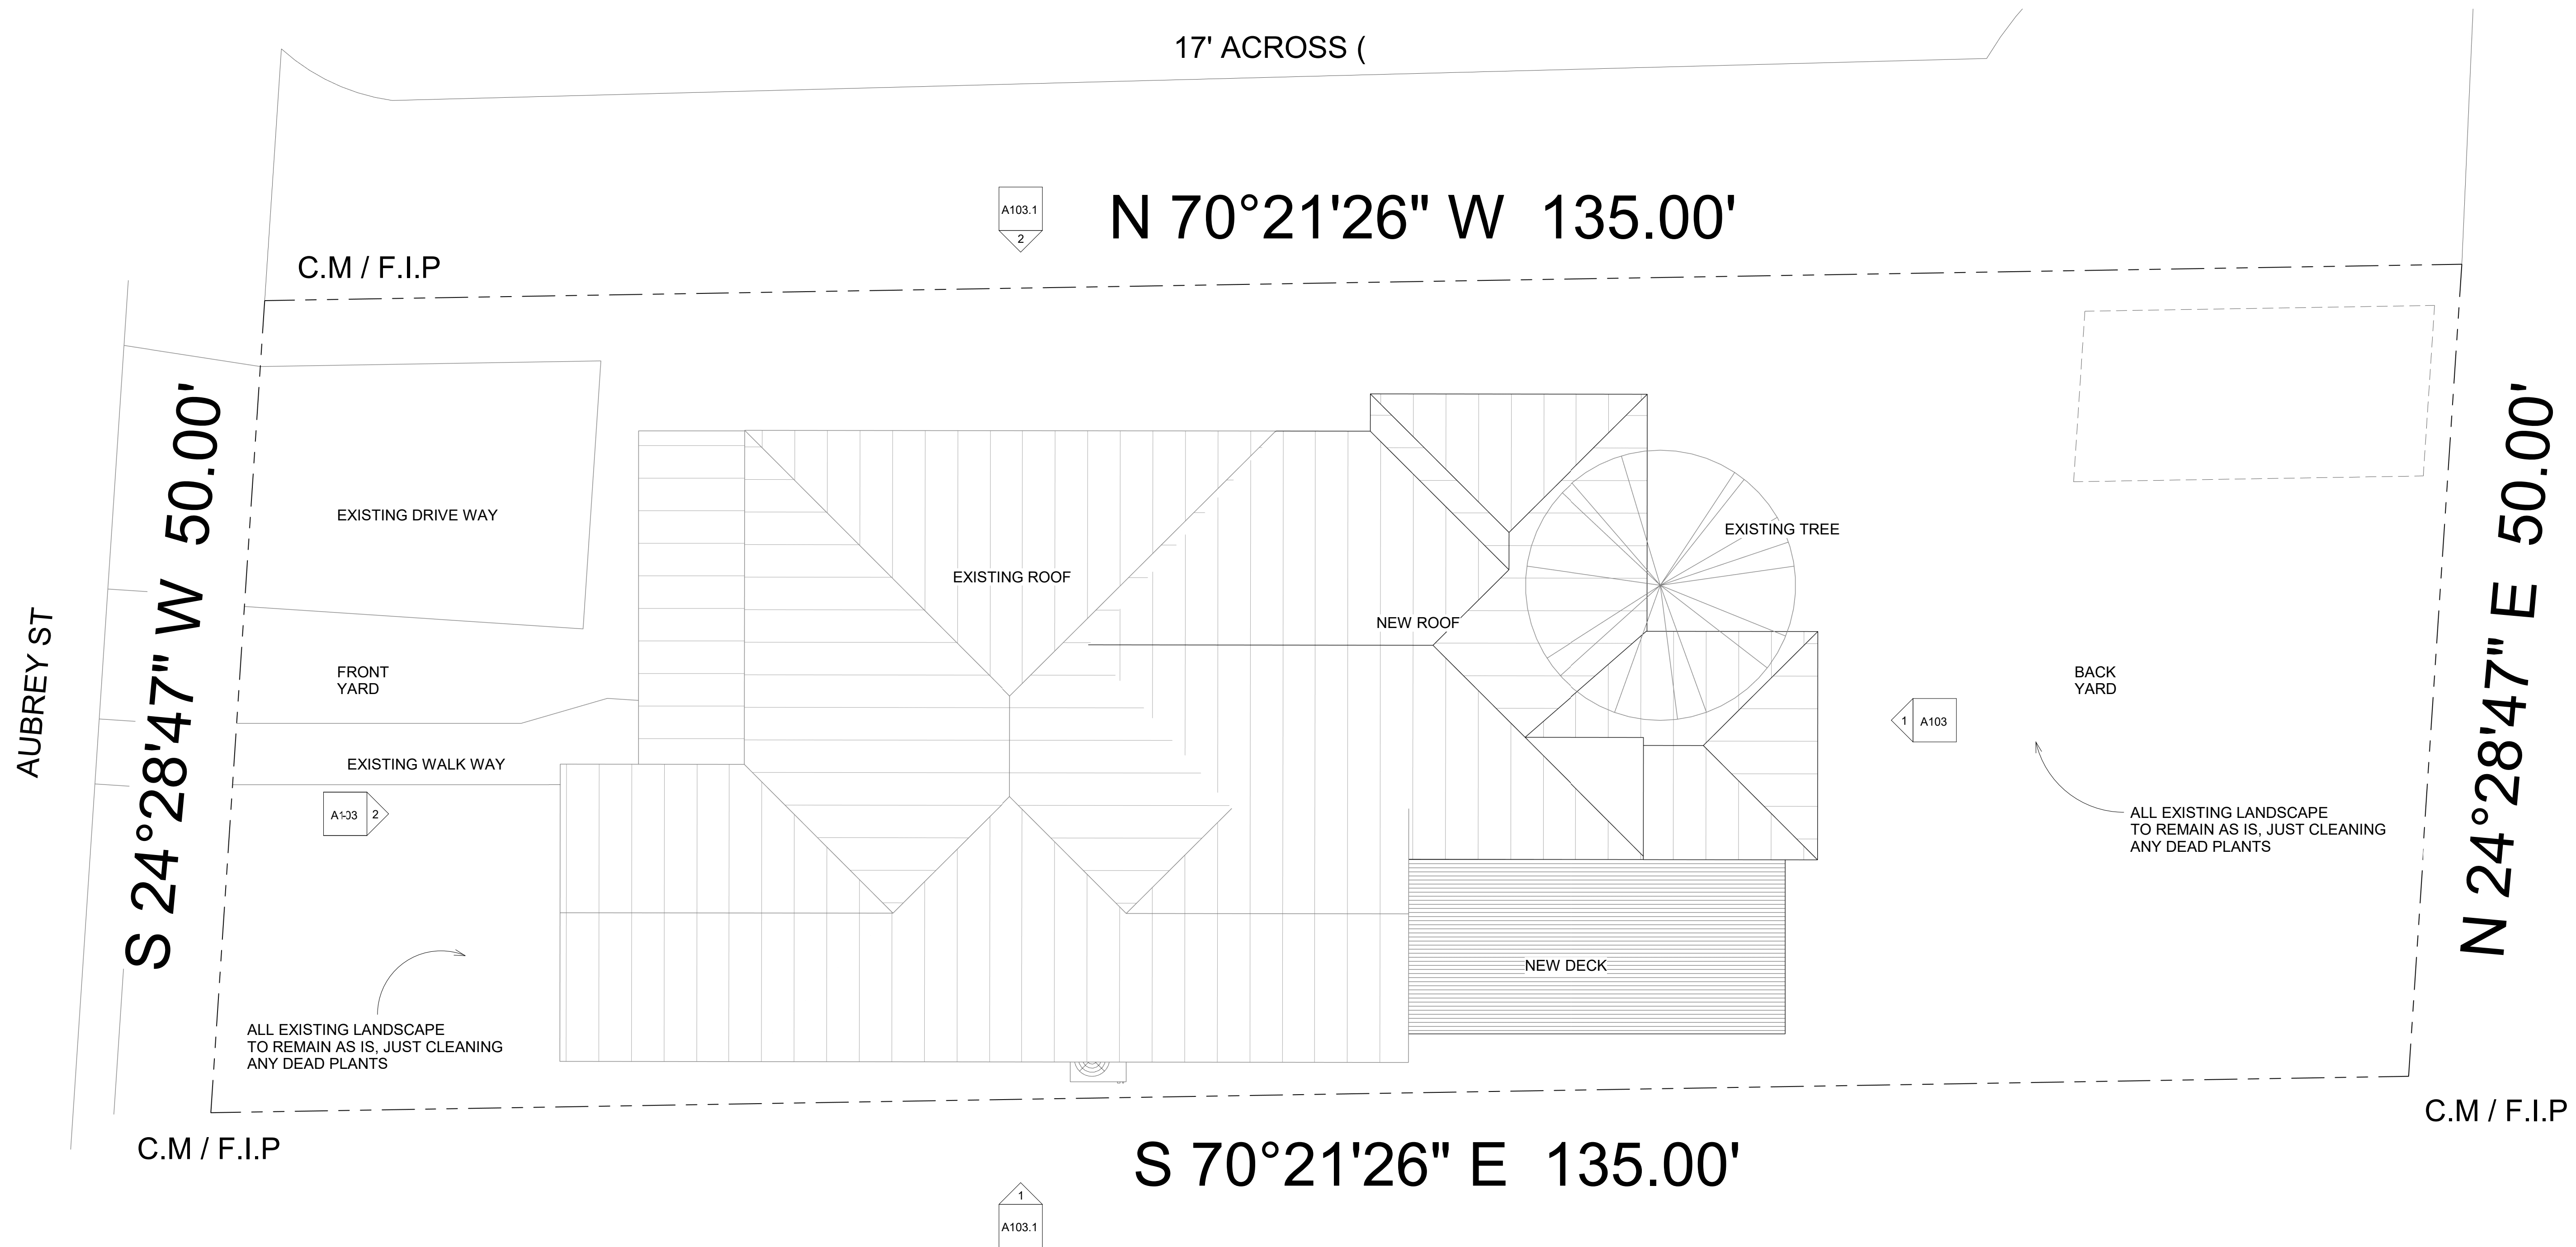 17' ACROSS (
A103.1
2
N 70°21'26" W 135.00'
C.M / F.I.P
S 24°28'47" W 50.00'
N 24°28'47" E 50.00'
AUBREY ST
EXISTING DRIVE WAY
EXISTING TREE
EXISTING ROOF
NEW ROOF
FRONT
YARD
BACK
YARD
1
A103
EXISTING WALK WAY
A1-03
2
ALL EXISTING LANDSCAPE
TO REMAIN AS IS, JUST CLEANING
ANY DEAD PLANTS
NEW DECK
ALL EXISTING LANDSCAPE
TO REMAIN AS IS, JUST CLEANING
ANY DEAD PLANTS
C.M / F.I.P
C.M / F.I.P
S 70°21'26" E 135.00'
1
A103.1